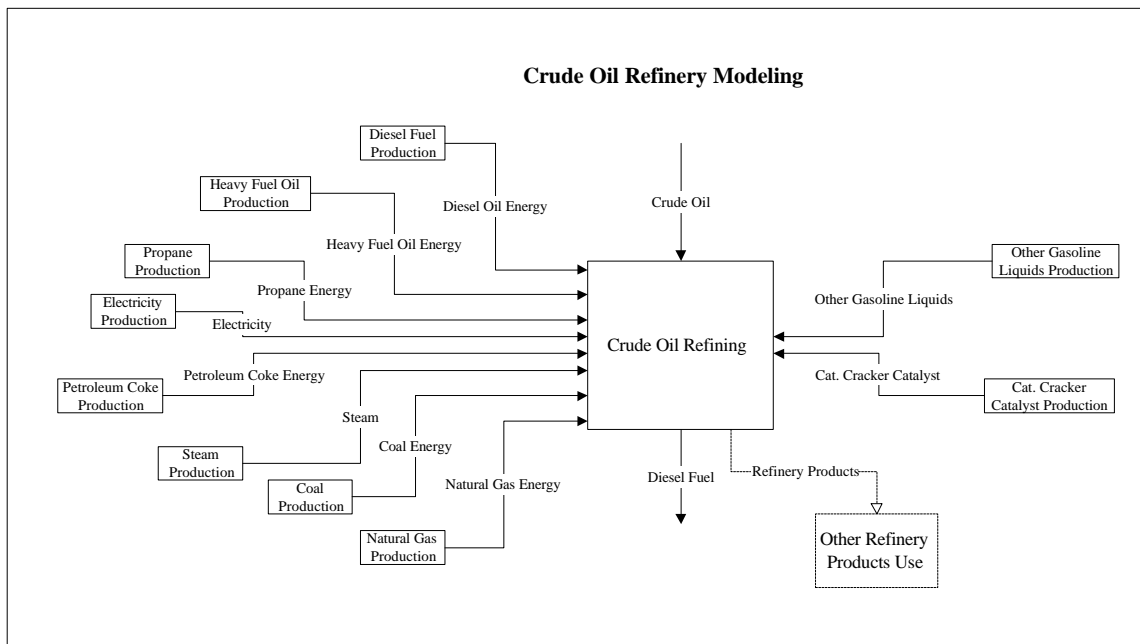 Crude Oil Refinery Modeling
Diesel Fuel
Production
Heavy Fuel Oil
Production
Diesel Oil Energy
Crude Oil
Propane
Production
Heavy Fuel Oil Energy
Other Gasoline
Liquids Production
Propane Energy
Electricity
Production
Other Gasoline Liquids
Electricity
Crude Oil Refining
Petroleum Coke Energy
Cat. Cracker Catalyst
Petroleum Coke
Production
Cat. Cracker
Catalyst Production
Steam
Coal Energy
Steam
Production
Refinery Products
Diesel Fuel
Natural Gas Energy
Coal
Production
Natural Gas
Production
Other Refinery
Products Use